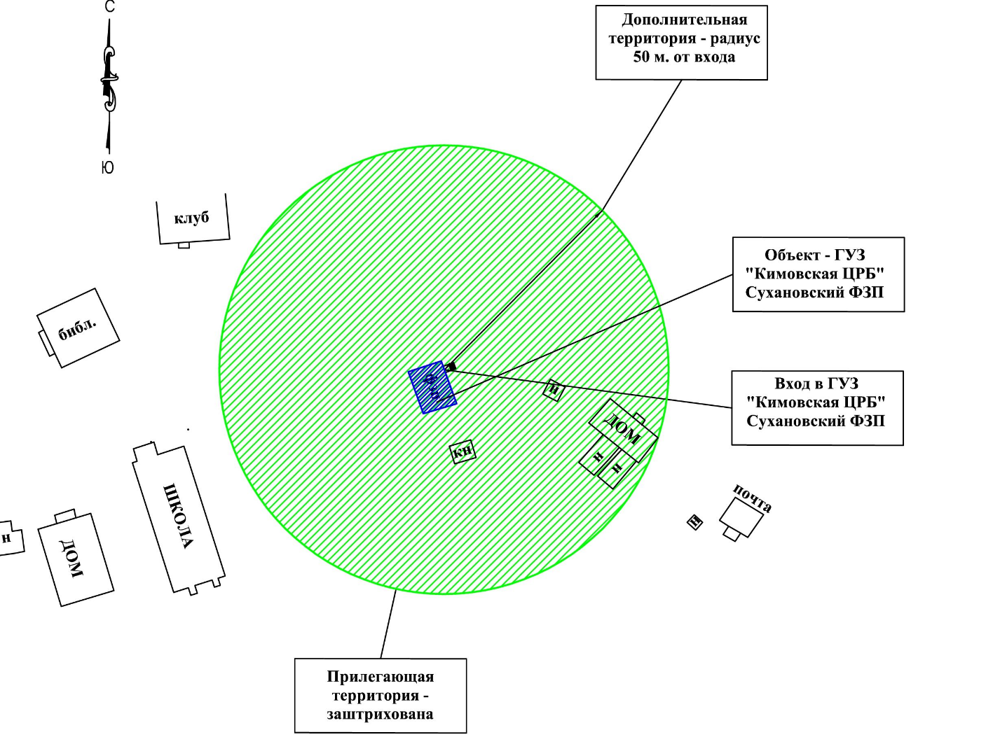 С
Ю
Дополнительная
территория - радиус
50 м. от входа
клуб
Объект - ГУЗ
"Кимовская ЦРБ"
Сухановский ФЗП
библ.
фзп
н
Вход в ГУЗ
"Кимовская ЦРБ"
Сухановский ФЗП
ДОМ
кн
н
н
ШКОЛА
почта
н
н
ДОМ
Прилегающая
территория -
заштрихована